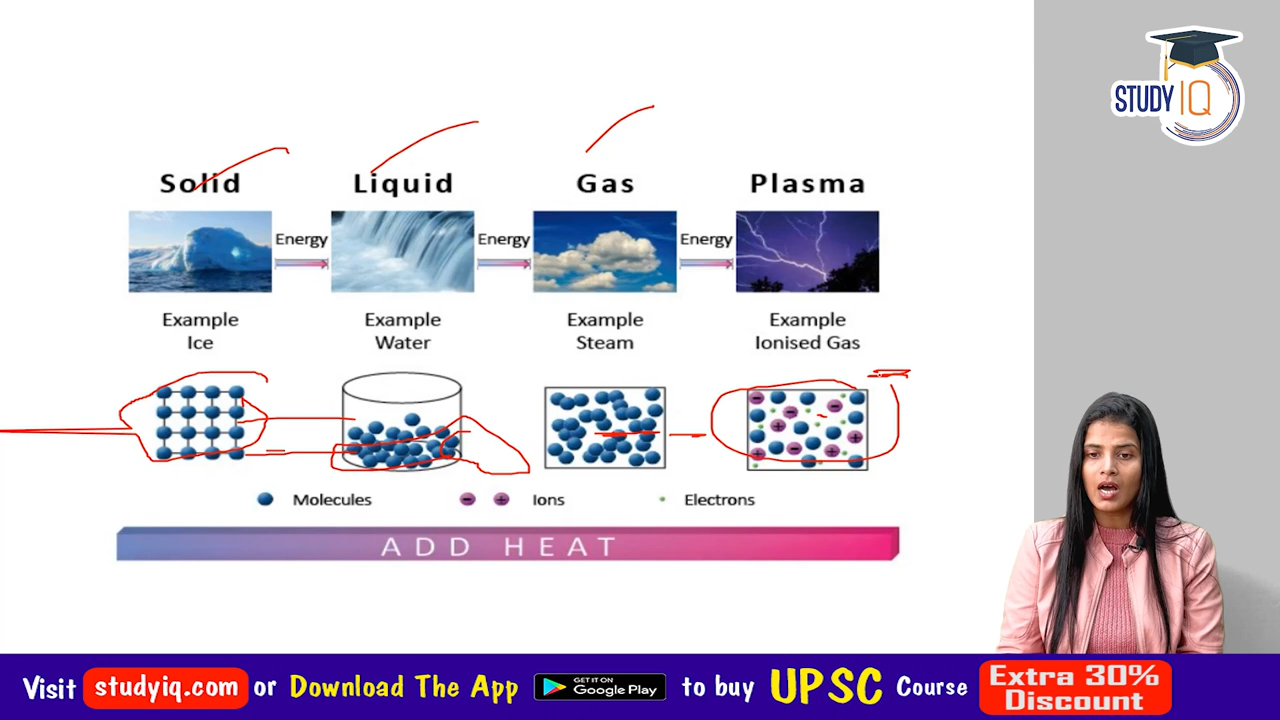 STUDY IQ
Solid Liquid Gas Plasma
Energy Energy Energy
Example Example Example Example
Ice Water Steam Ionised Gas
Molecules - + Ions Electrons
ADD HEAT
Visit studyiq.com or Download The App GET IT ON Google Play to buy UPSC Course Extra 30% Discount